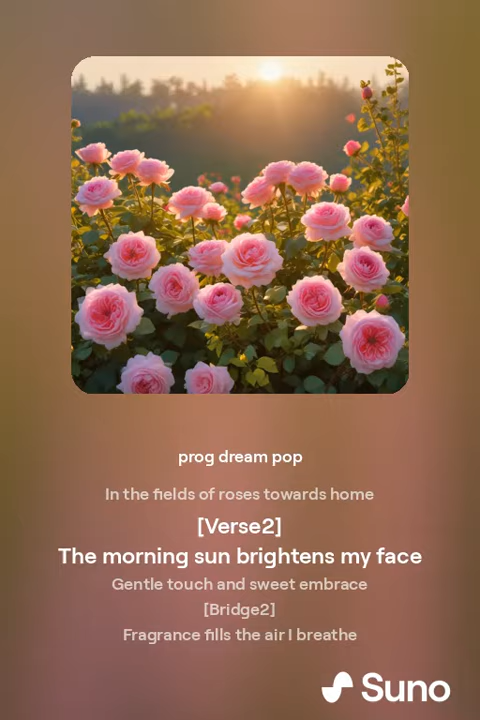 prog dream pop
In the fields of roses towards home
[Verse2]
The morning sun brightens my face
Gentle touch and sweet embrace
[Bridge2]
Fragrance fills the air I breathe
Suno